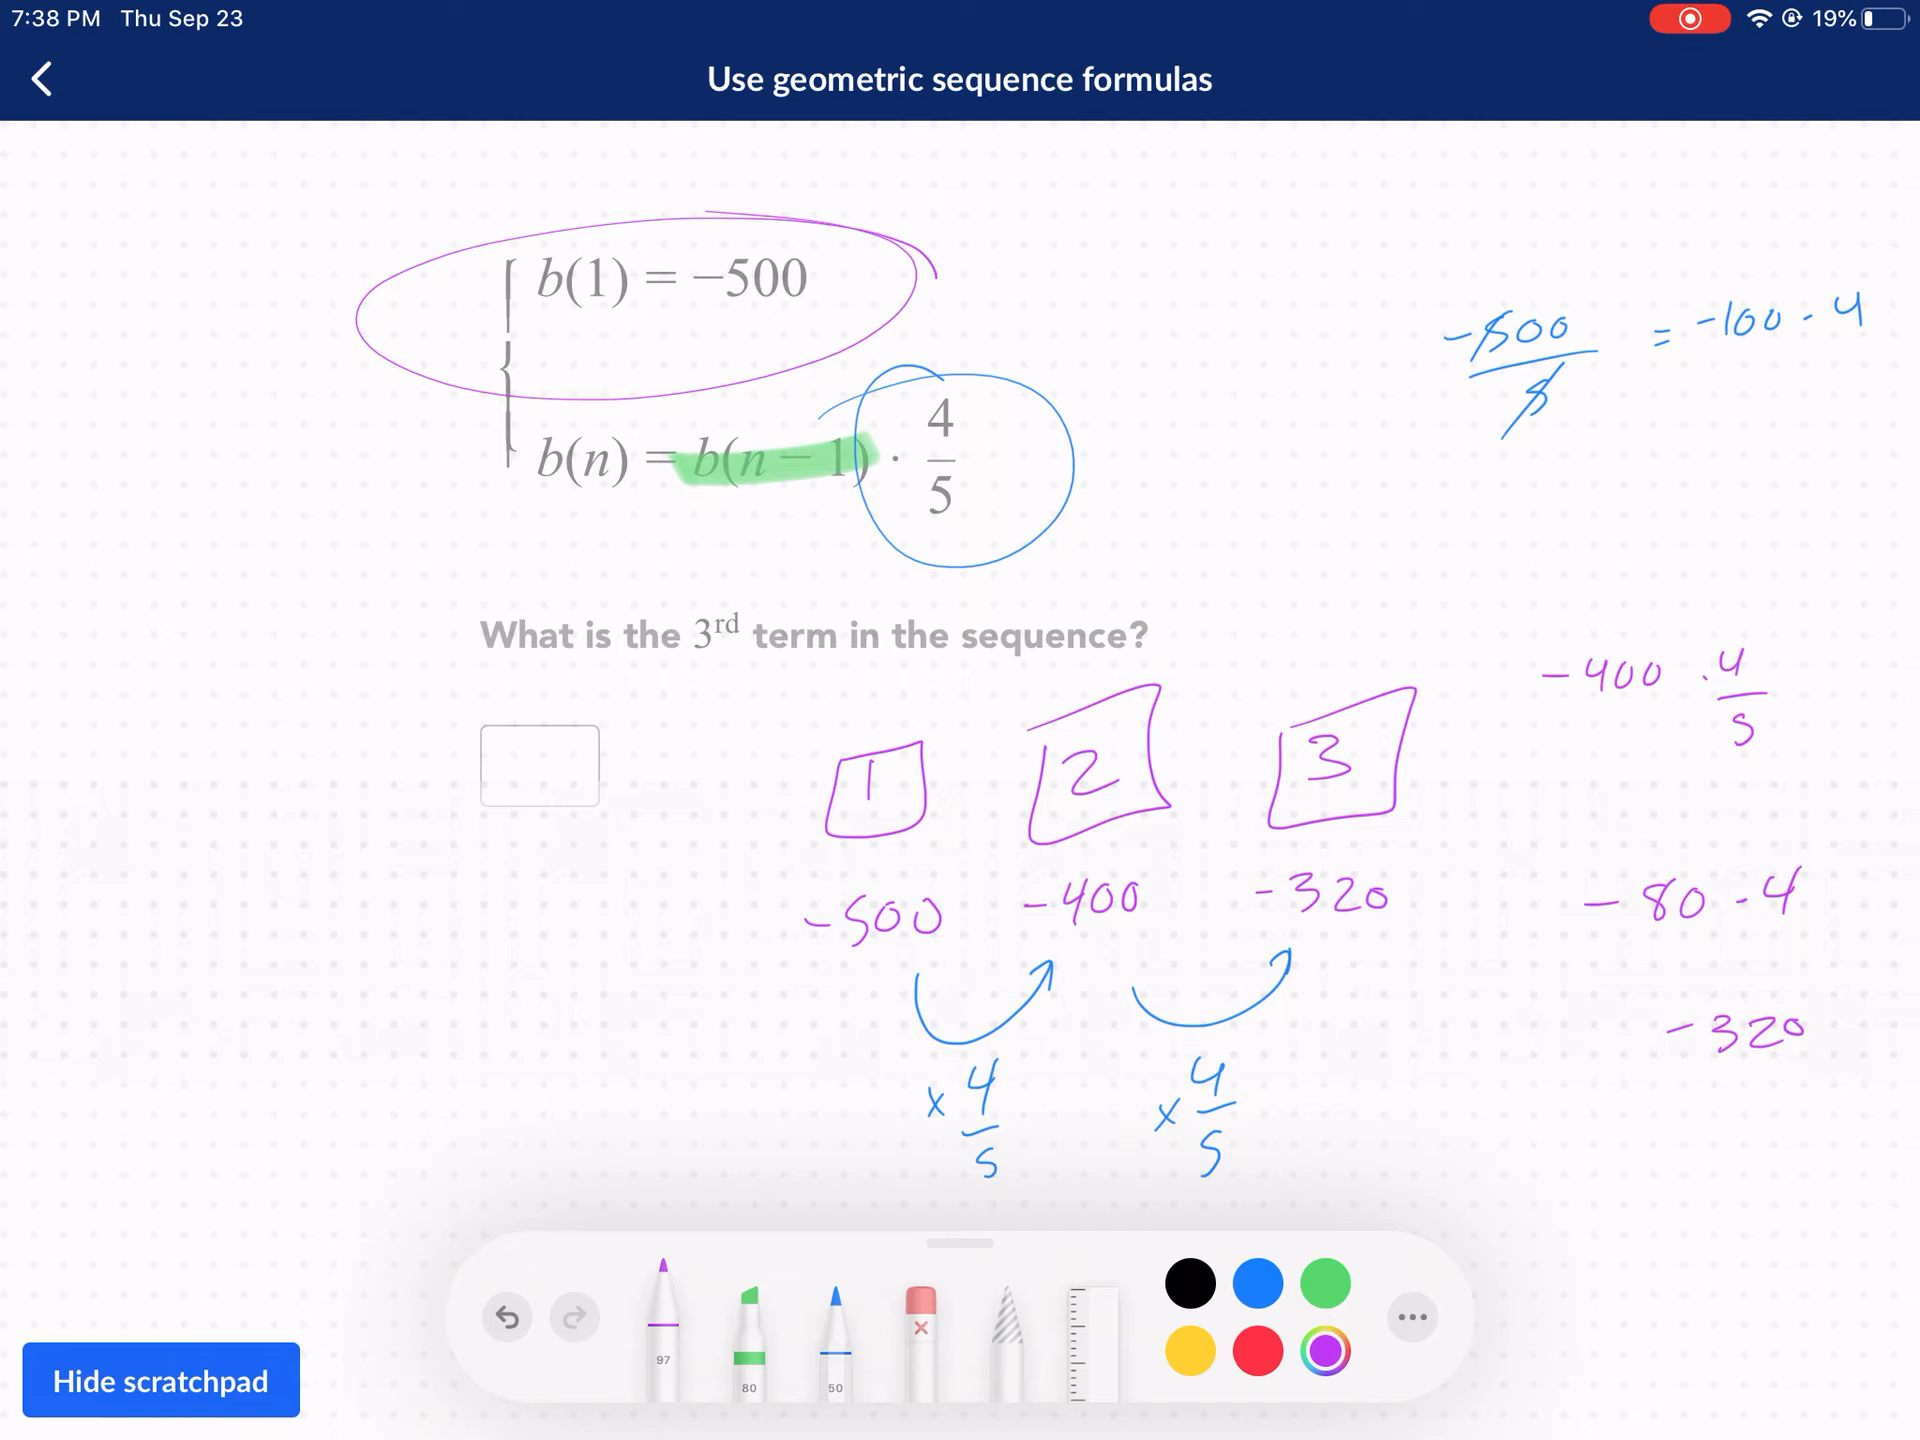 7:38 PM Thu Sep 23 19%
Use geometric sequence formulas
b(1) = −500
b(n) = b(n − 1) · 4/5
-500/5 = -100 · 4
What is the 3rd term in the sequence?
-400 · 4/5
1 2 3
-500 -400 -320
-80 · 4
-320
x 4/5 x 4/5
97 80 50
Hide scratchpad